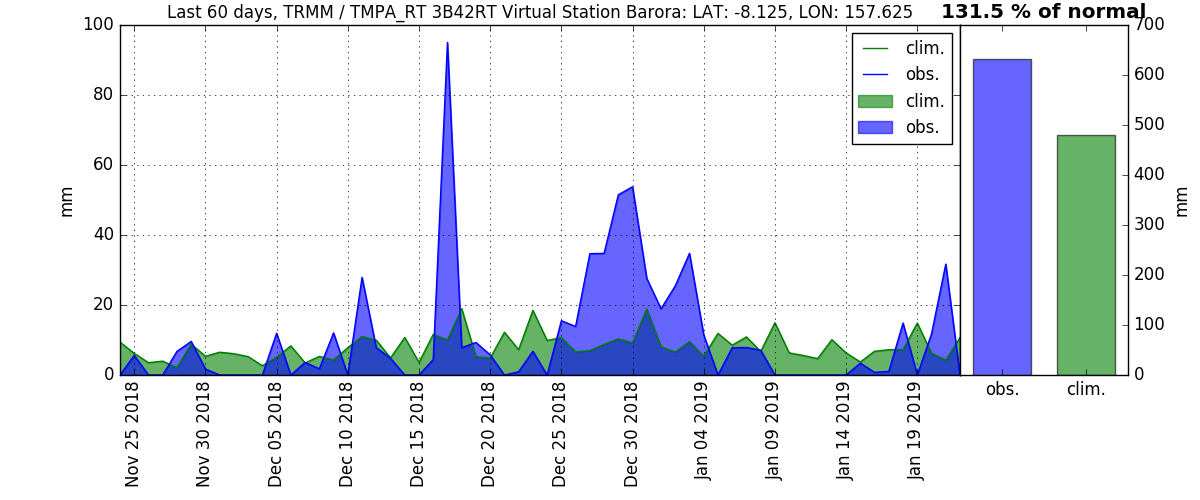 Last 60 days, TRMM / TMPA_RT 3B42RT Virtual Station Barora: LAT: -8.125, LON: 157.625
131.5 % of normal
100
80
60
40
20
0
mm
clim.
obs.
clim.
obs.
700
600
500
400
300
200
100
0
mm
Nov 25 2018
Nov 30 2018
Dec 05 2018
Dec 10 2018
Dec 15 2018
Dec 20 2018
Dec 25 2018
Dec 30 2018
Jan 04 2019
Jan 09 2019
Jan 14 2019
Jan 19 2019
obs.
clim.